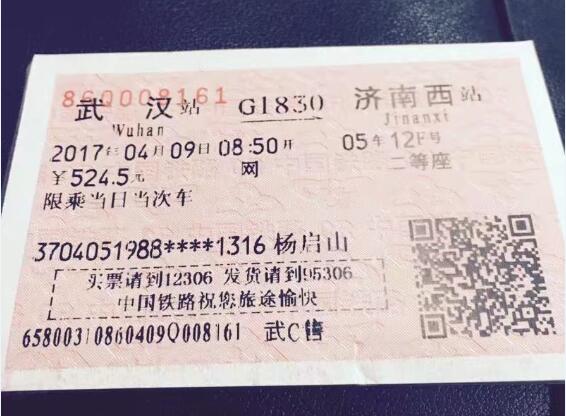 86Q008161
武汉站 G1830 济南西站
Wuhan Jinanxi
2017年04月09日08:50开 05车12F号
￥524.5元 网 二等座
限乘当日当次车
3704051988****1316 杨启山
买票请到12306 发货请到95306
中国铁路祝您旅途愉快
65800310860409Q008161 武C售